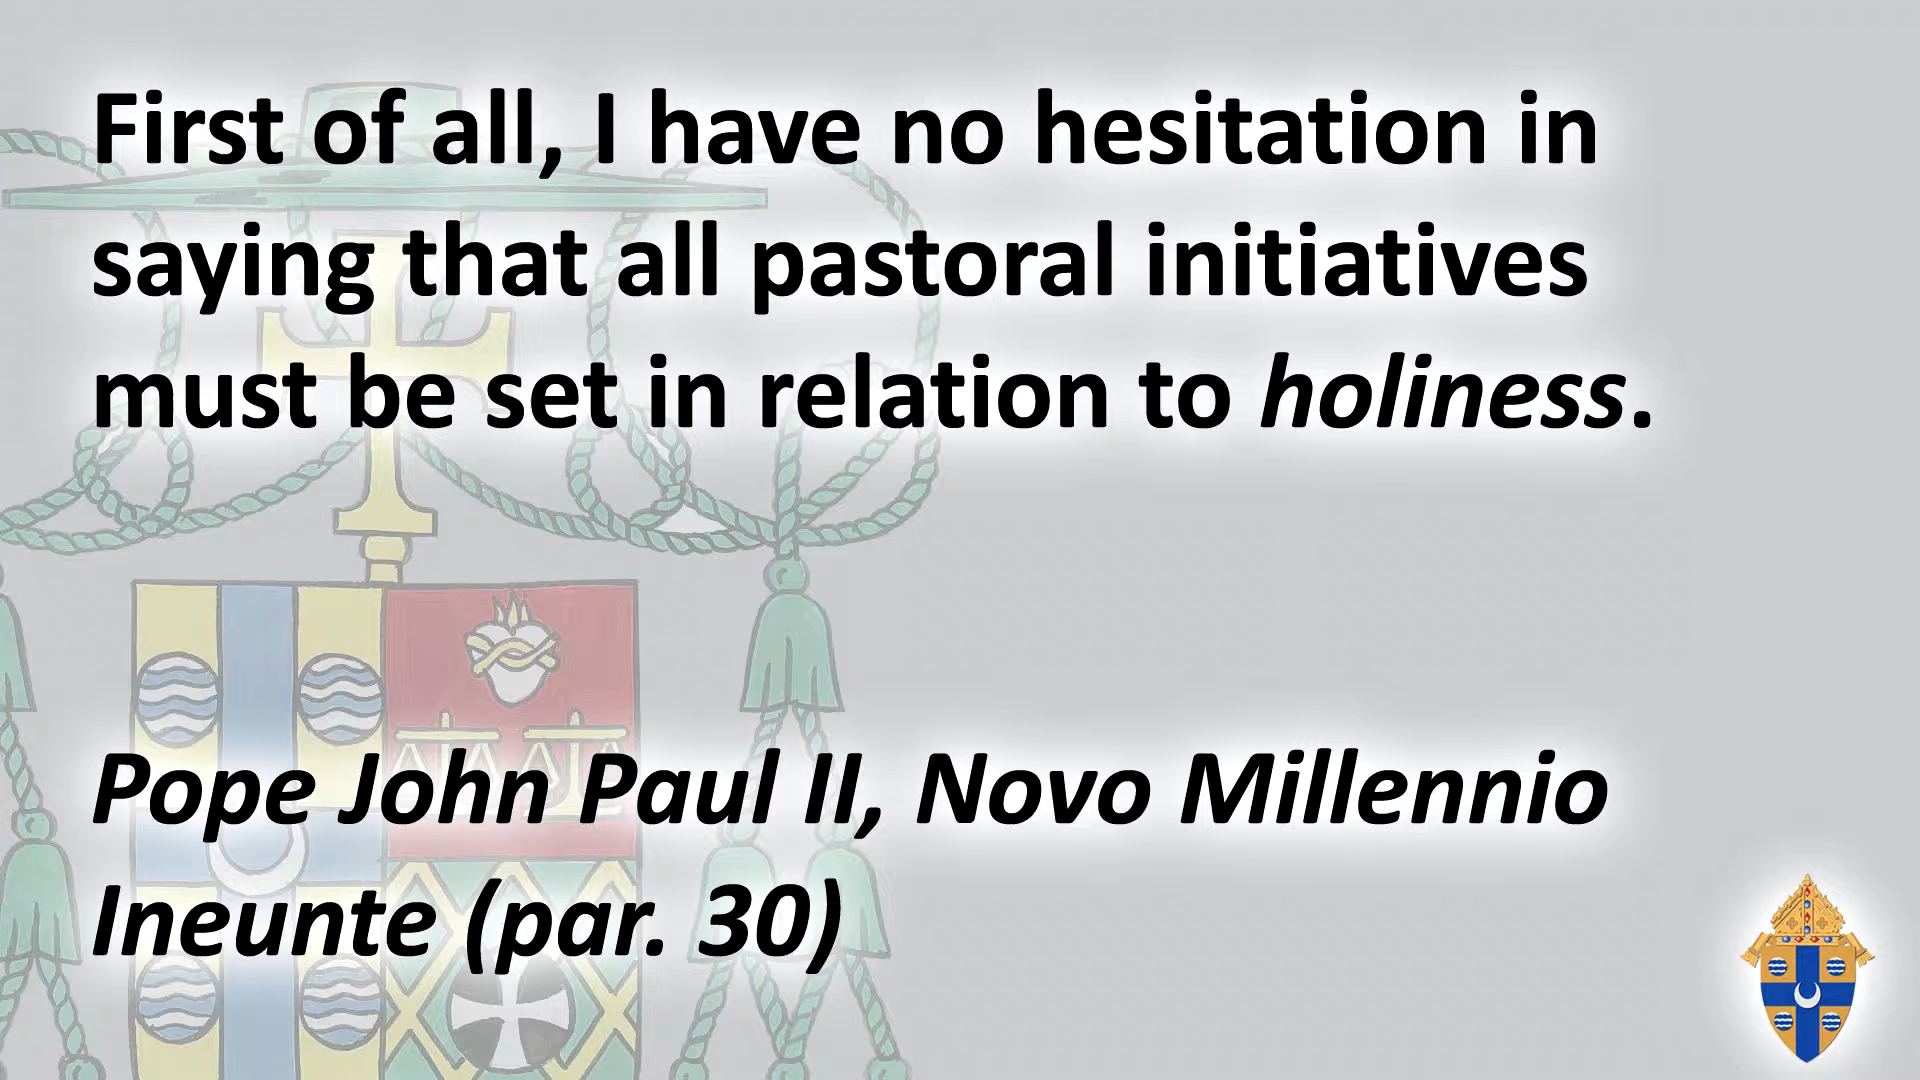 First of all, I have no hesitation in
saying that all pastoral initiatives
must be set in relation to holiness.
Pope John Paul II, Novo Millennio
Ineunte (par. 30)